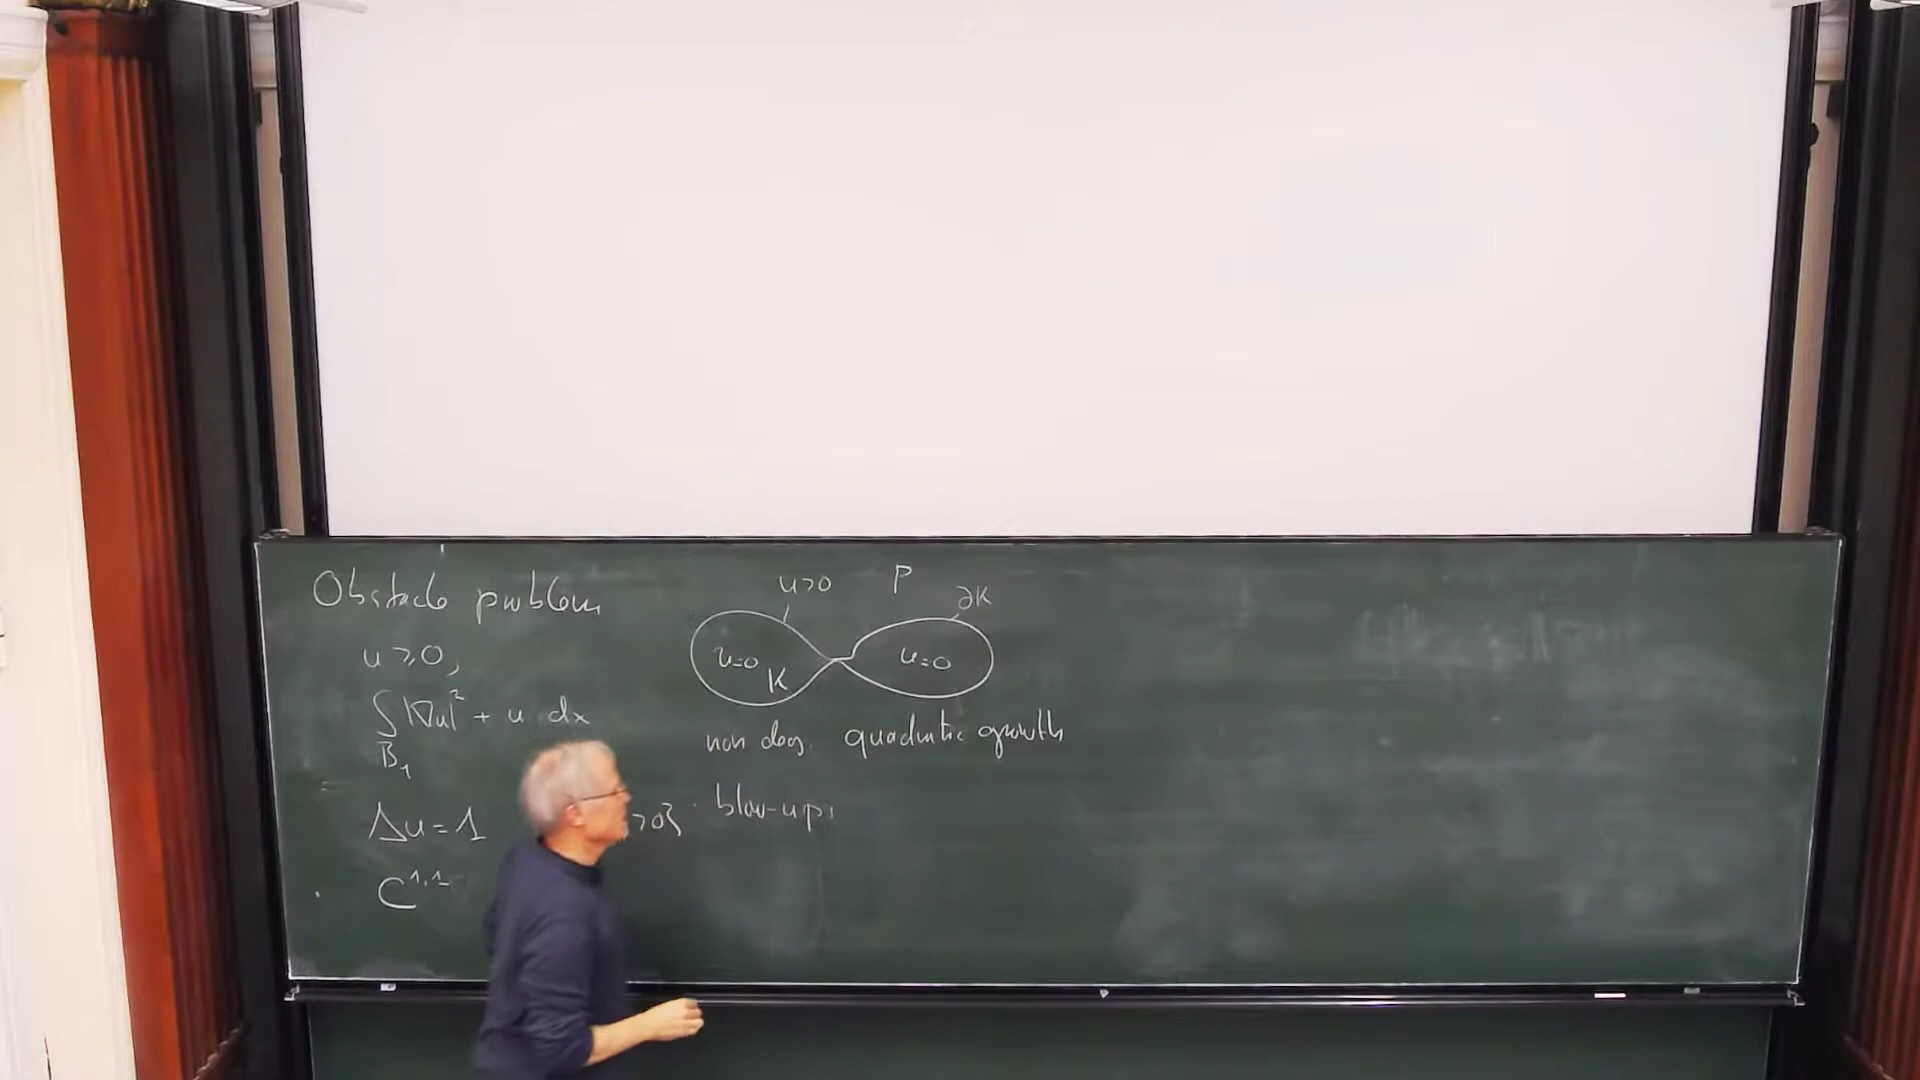 Obstacle problem
u ⩾ 0,
∫ |∇u|² + u dx
B₁
Δu = 1 >0}
C^{1,1}
u>0 P ∂K
u=0 K u=0
non deg. quadratic growth
blow-ups